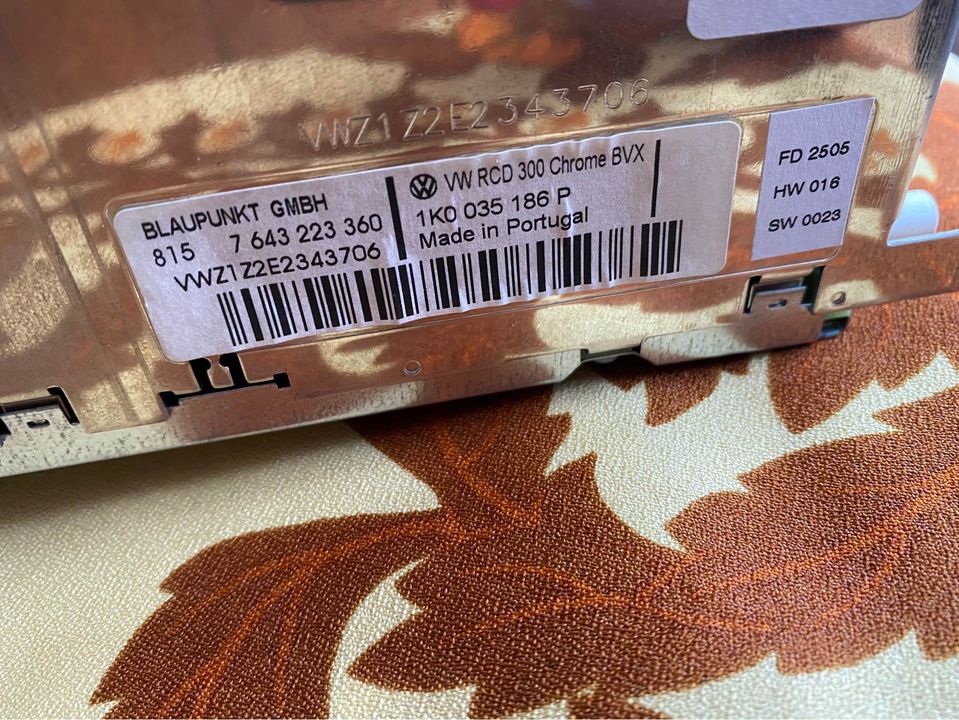 VWZ1Z2E2343706
BLAUPUNKT GMBH
815 7 643 223 360
VWZ1Z2E2343706
VW RCD 300 Chrome BVX
1K0 035 186 P
Made in Portugal
FD 2505
HW 016
SW 0023